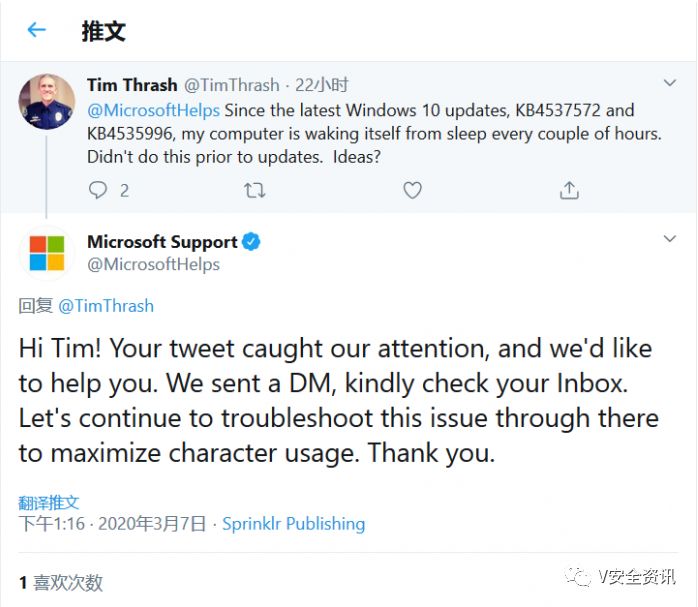 推文
Tim Thrash @TimThrash · 22小时
@MicrosoftHelps Since the latest Windows 10 updates, KB4537572 and
KB4535996, my computer is waking itself from sleep every couple of hours.
Didn't do this prior to updates.  Ideas?
2
Microsoft Support
@MicrosoftHelps
回复 @TimThrash
Hi Tim! Your tweet caught our attention, and we'd like
to help you. We sent a DM, kindly check your Inbox.
Let's continue to troubleshoot this issue through there
to maximize character usage. Thank you.
翻译推文
下午1:16 · 2020年3月7日 · Sprinklr Publishing
1 喜欢次数
V安全资讯